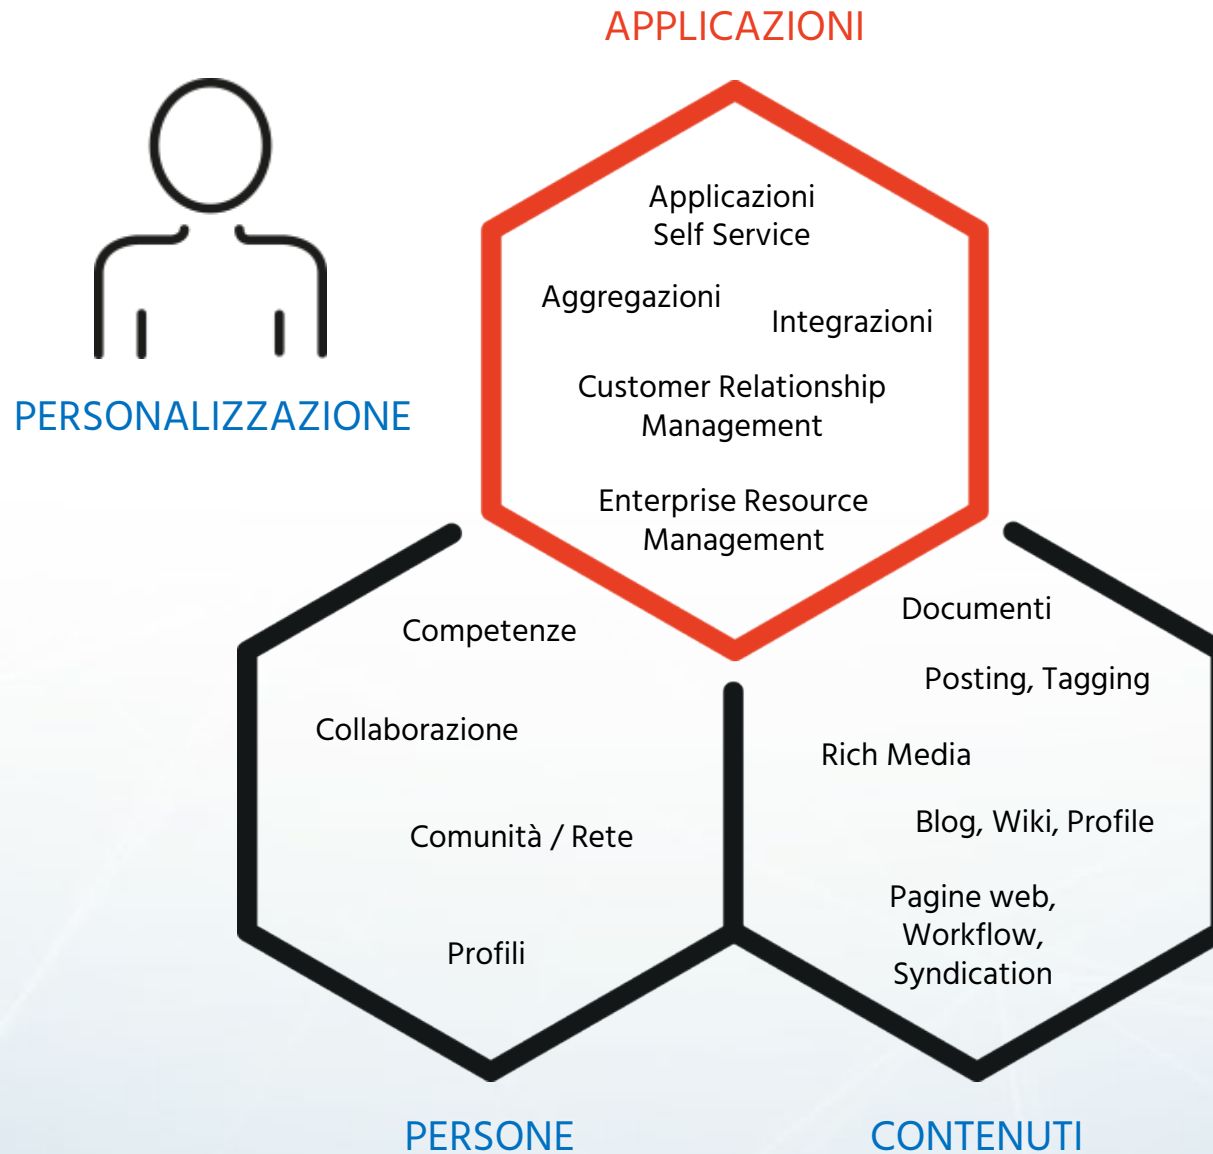 APPLICAZIONI
Applicazioni
Self Service
Aggregazioni
Integrazioni
Customer Relationship
Management
Enterprise Resource
Management
PERSONALIZZAZIONE
Competenze
Collaborazione
Comunità / Rete
Profili
PERSONE
Documenti
Posting, Tagging
Rich Media
Blog, Wiki, Profile
Pagine web,
Workflow,
Syndication
CONTENUTI